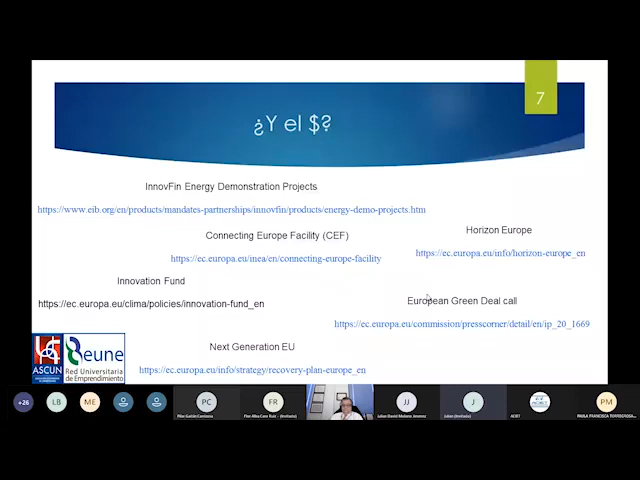 7
¿Y el $?
InnovFin Energy Demonstration Projects
https://www.eib.org/en/products/mandates-partnerships/innovfin/products/energy-demo-projects.htm
Connecting Europe Facility (CEF)
Horizon Europe
https://ec.europa.eu/inea/en/connecting-europe-facility
https://ec.europa.eu/info/horizon-europe_en
Innovation Fund
https://ec.europa.eu/clima/policies/innovation-fund_en
European Green Deal call
https://ec.europa.eu/commission/presscorner/detail/en/ip_20_1669
Next Generation EU
https://ec.europa.eu/info/strategy/recovery-plan-europe_en
ASCUN
Reune
Red Universitaria
de Emprendimiento
+26
LB
ME
PC
FR
JJ
J
PM
Julian (Invitado)